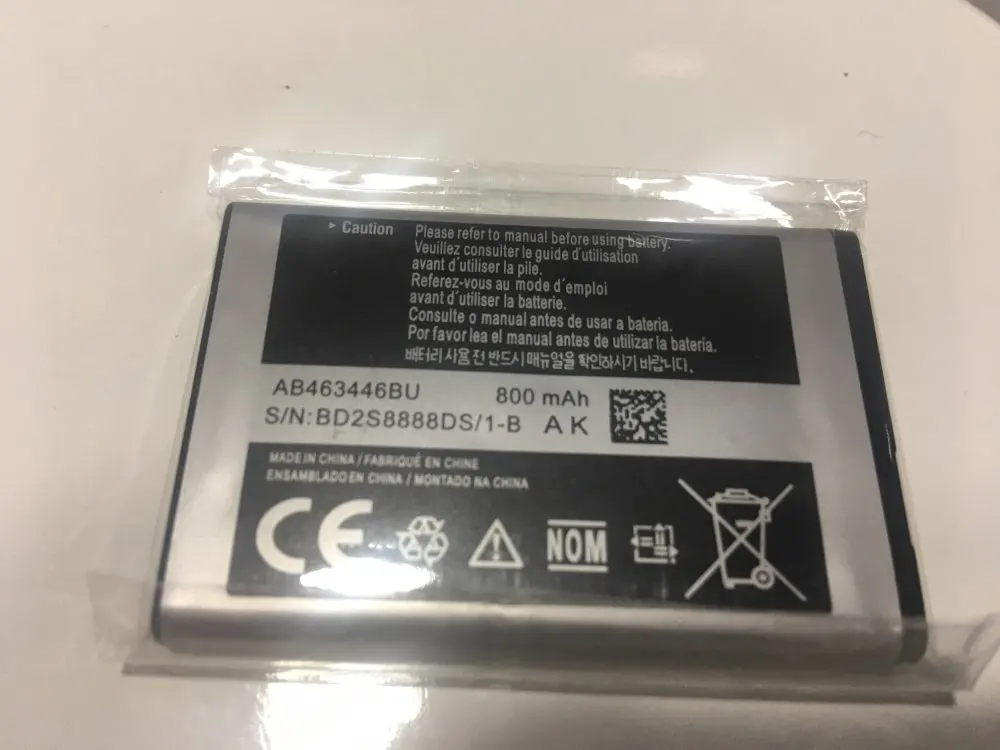 ▸ Caution
Please refer to manual before using battery.
Veuillez consulter le guide d'utilisation
avant d'utiliser la pile.
Referez-vous au mode d'emploi
avant d'utiliser la batterie.
Consulte o manual antes de usar a bateria.
Por favor lea el manual antes de utilizar la batería.
배터리 사용 전 반드시 매뉴얼을 확인하시기 바랍니다.
AB463446BU 800 mAh
S/N: BD2S8888DS/1-B A K
MADE IN CHINA / FABRIQUÉ EN CHINE
ENSAMBLADO EN CHINA / MONTADO NA CHINA
CE
NOM